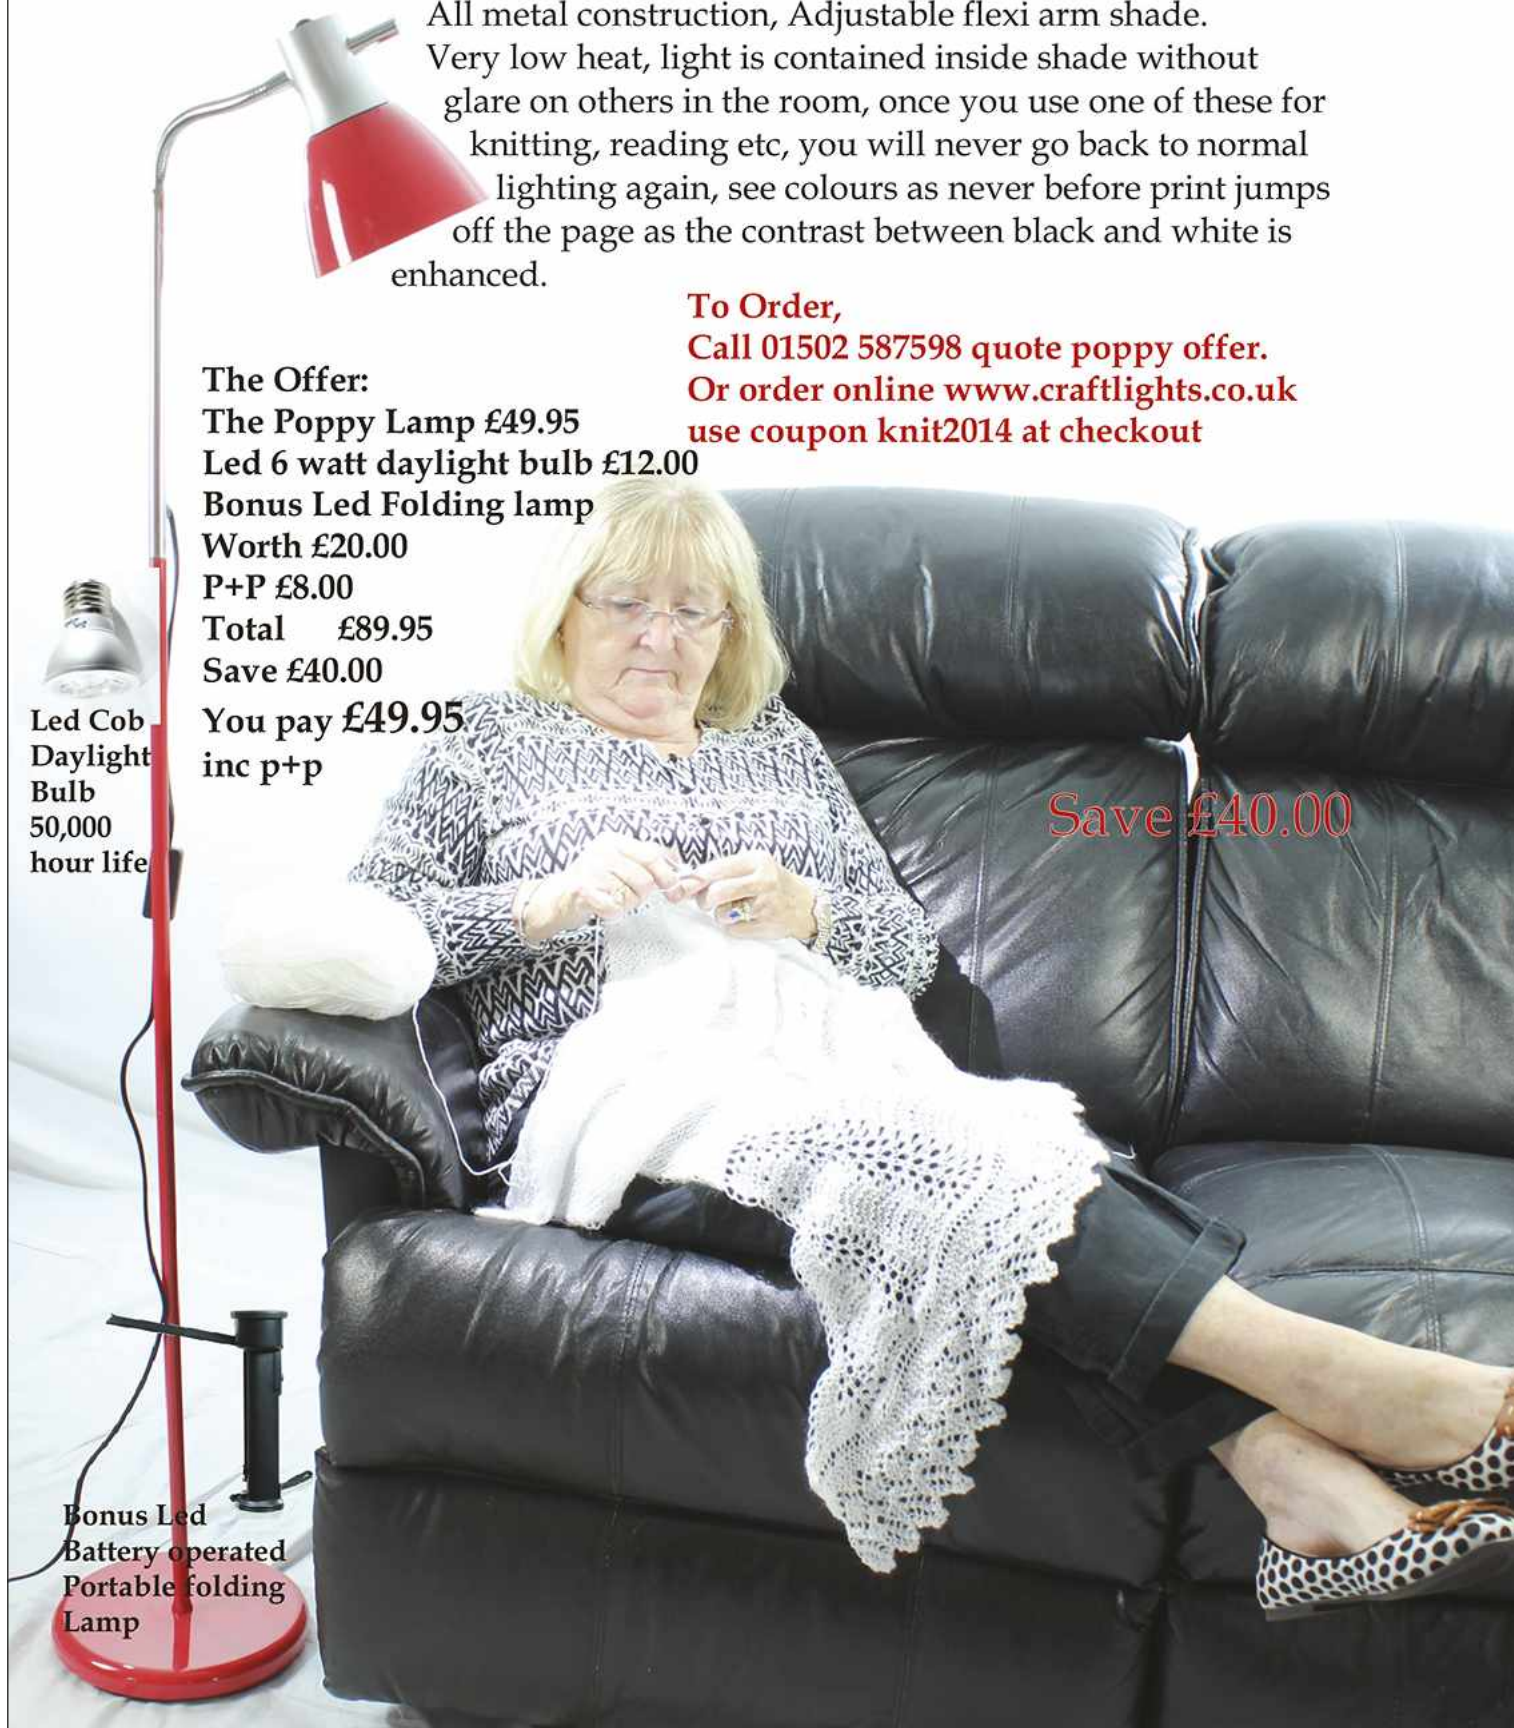 All metal construction, Adjustable flexi arm shade.
Very low heat, light is contained inside shade without
glare on others in the room, once you use one of these for
knitting, reading etc, you will never go back to normal
lighting again, see colours as never before print jumps
off the page as the contrast between black and white is
enhanced.
To Order,
Call 01502 587598 quote poppy offer.
Or order online www.craftlights.co.uk
use coupon knit2014 at checkout
The Offer:
The Poppy Lamp £49.95
Led 6 watt daylight bulb £12.00
Bonus Led Folding lamp
Worth £20.00
P+P £8.00
Total £89.95
Save £40.00
You pay £49.95
inc p+p
Led Cob
Daylight
Bulb
50,000
hour life
Save £40.00
Bonus Led
Battery operated
Portable folding
Lamp